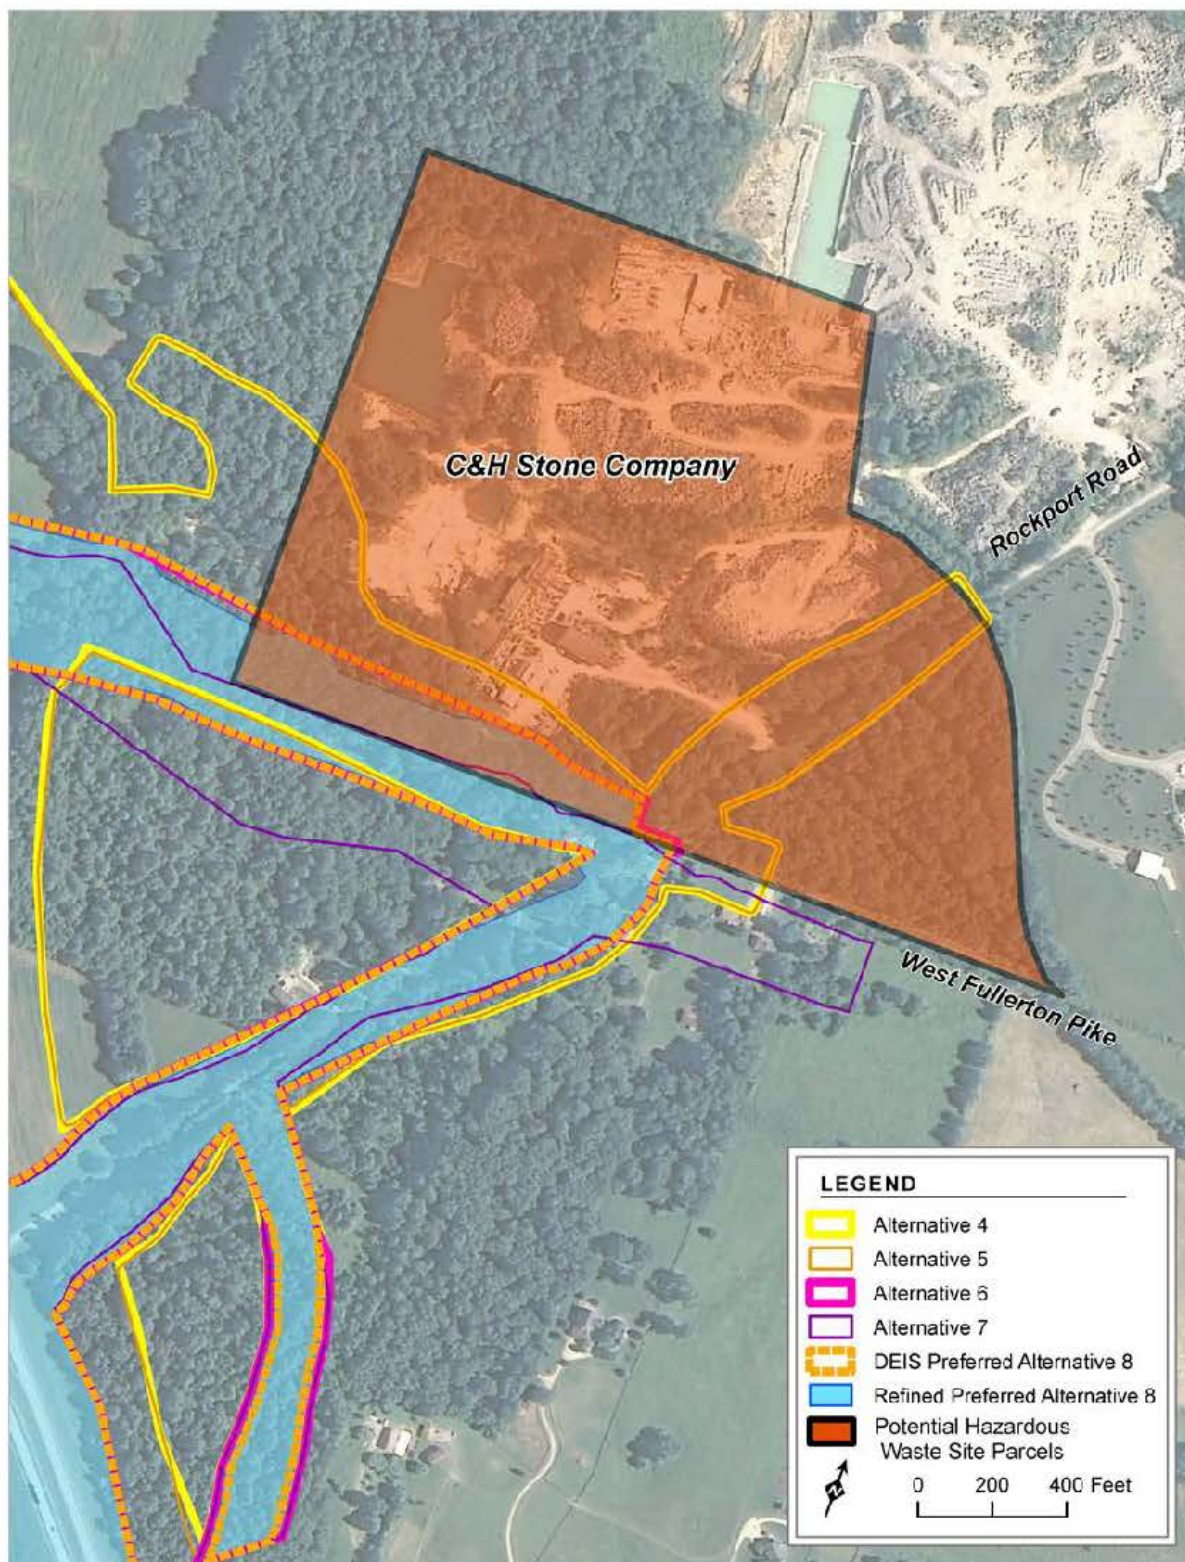 C&H Stone Company
Rockport Road
West Fullerton Pike
LEGEND
Alternative 4
Alternative 5
Alternative 6
Alternative 7
DEIS Preferred Alternative 8
Refined Preferred Alternative 8
Potential Hazardous
Waste Site Parcels
N
0 200 400 Feet